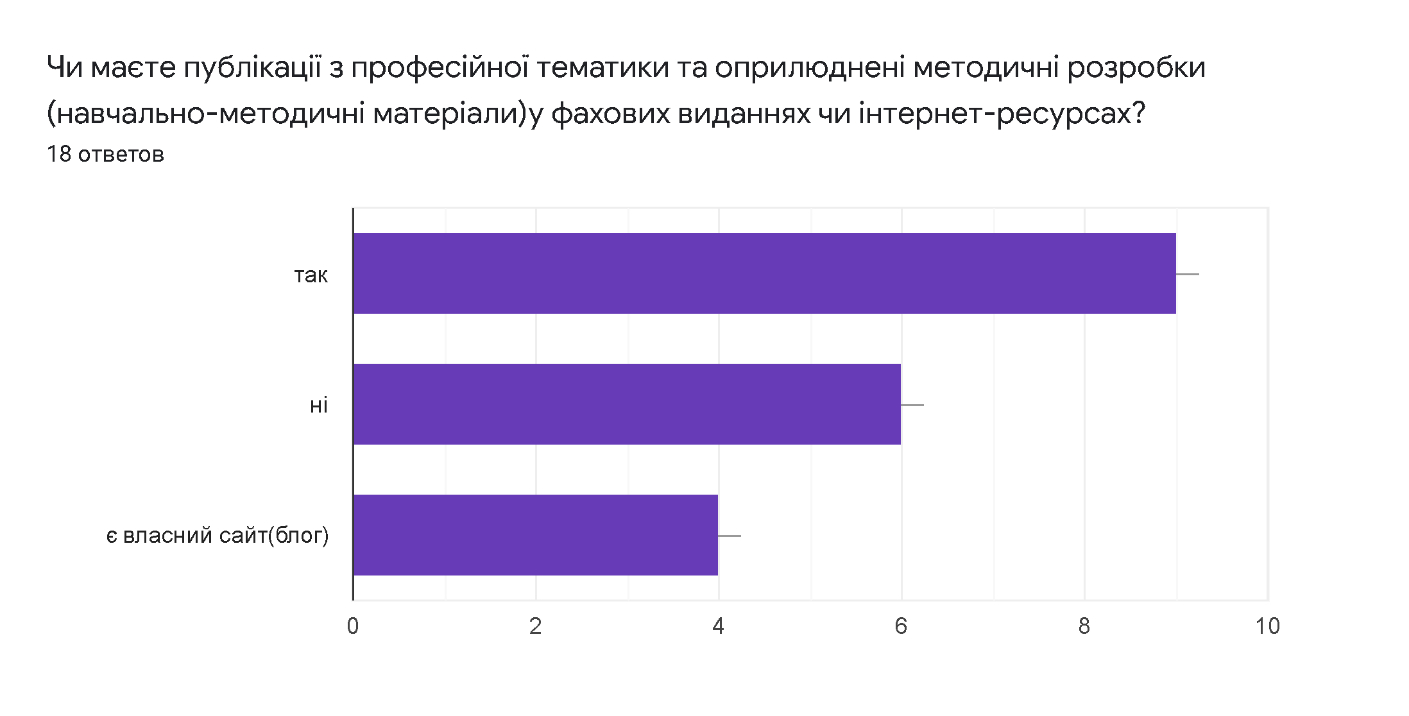 Чи маєте публікації з професійної тематики та оприлюднені методичні розробки
(навчально-методичні матеріали)у фахових виданнях чи інтернет-ресурсах?
18 ответов
так
ні
є власний сайт(блог)
0 2 4 6 8 10